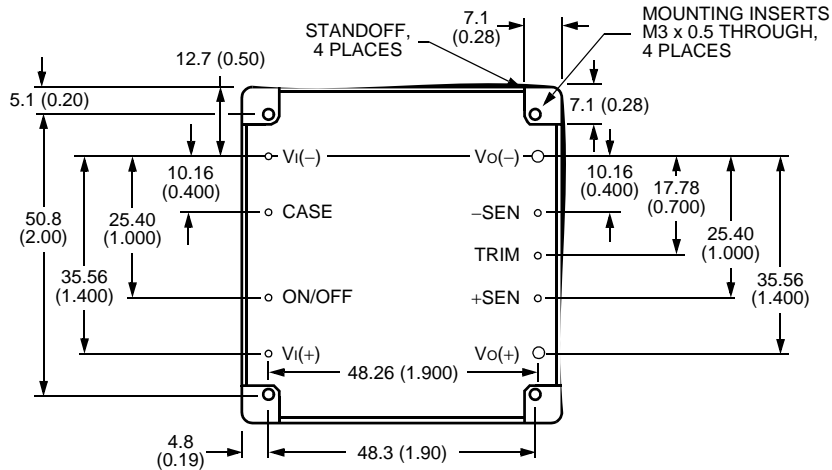 STANDOFF,
4 PLACES
7.1
(0.28)
MOUNTING INSERTS
M3 x 0.5 THROUGH,
4 PLACES
12.7 (0.50)
5.1 (0.20)
7.1 (0.28)
VI(−)
VO(−)
10.16
(0.400)
10.16
(0.400)
17.78
(0.700)
50.8
(2.00)
25.40
(1.000)
CASE
−SEN
25.40
(1.000)
TRIM
35.56
(1.400)
35.56
(1.400)
ON/OFF
+SEN
VI(+)
VO(+)
48.26 (1.900)
4.8
(0.19)
48.3 (1.90)